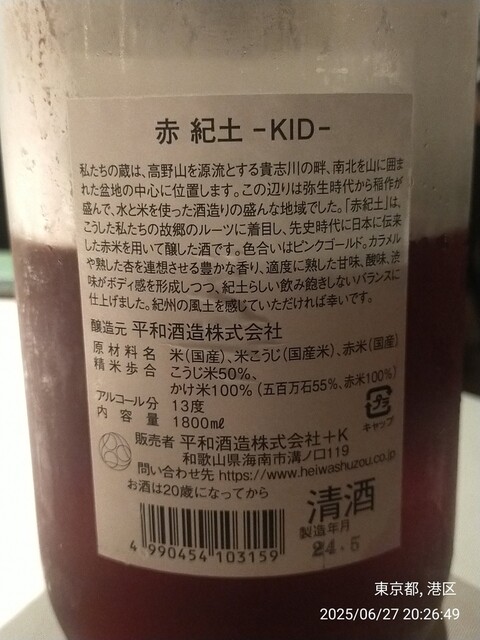 赤 紀土 -KID-
私たちの蔵は、高野山を源流とする貴志川の畔、南北を山に囲ま
れた盆地の中心に位置します。この辺りは弥生時代から稲作が
盛んで、水と米を使った酒造りの盛んな地域でした。「赤紀土」は、
こうした私たちの故郷のルーツに着目し、先史時代に日本に伝来
した赤米を用いて醸した酒です。色合いはピンクゴールド。カラメル
や熟した杏を連想させる豊かな香り、適度に熟した甘味、酸味、渋
味がボディ感を形成しつつ、紀土らしい飲み飽きしないバランスに
仕上げました。紀州の風土を感じていただければ幸いです。
醸造元 平和酒造株式会社
原材料名 米(国産)、米こうじ(国産米)、赤米(国産)
精米歩合 こうじ米50%、
かけ米100%(五百万石55%、赤米100%)
アルコール分 13度
内容量 1800mℓ
キャップ
販売者 平和酒造株式会社+K
和歌山県海南市溝ノ口119
問い合わせ先 https://www.heiwashuzou.co.jp
お酒は20歳になってから
清酒
製造年月
24.5
4 990454 103159
東京都, 港区
2025/06/27 20:26:49